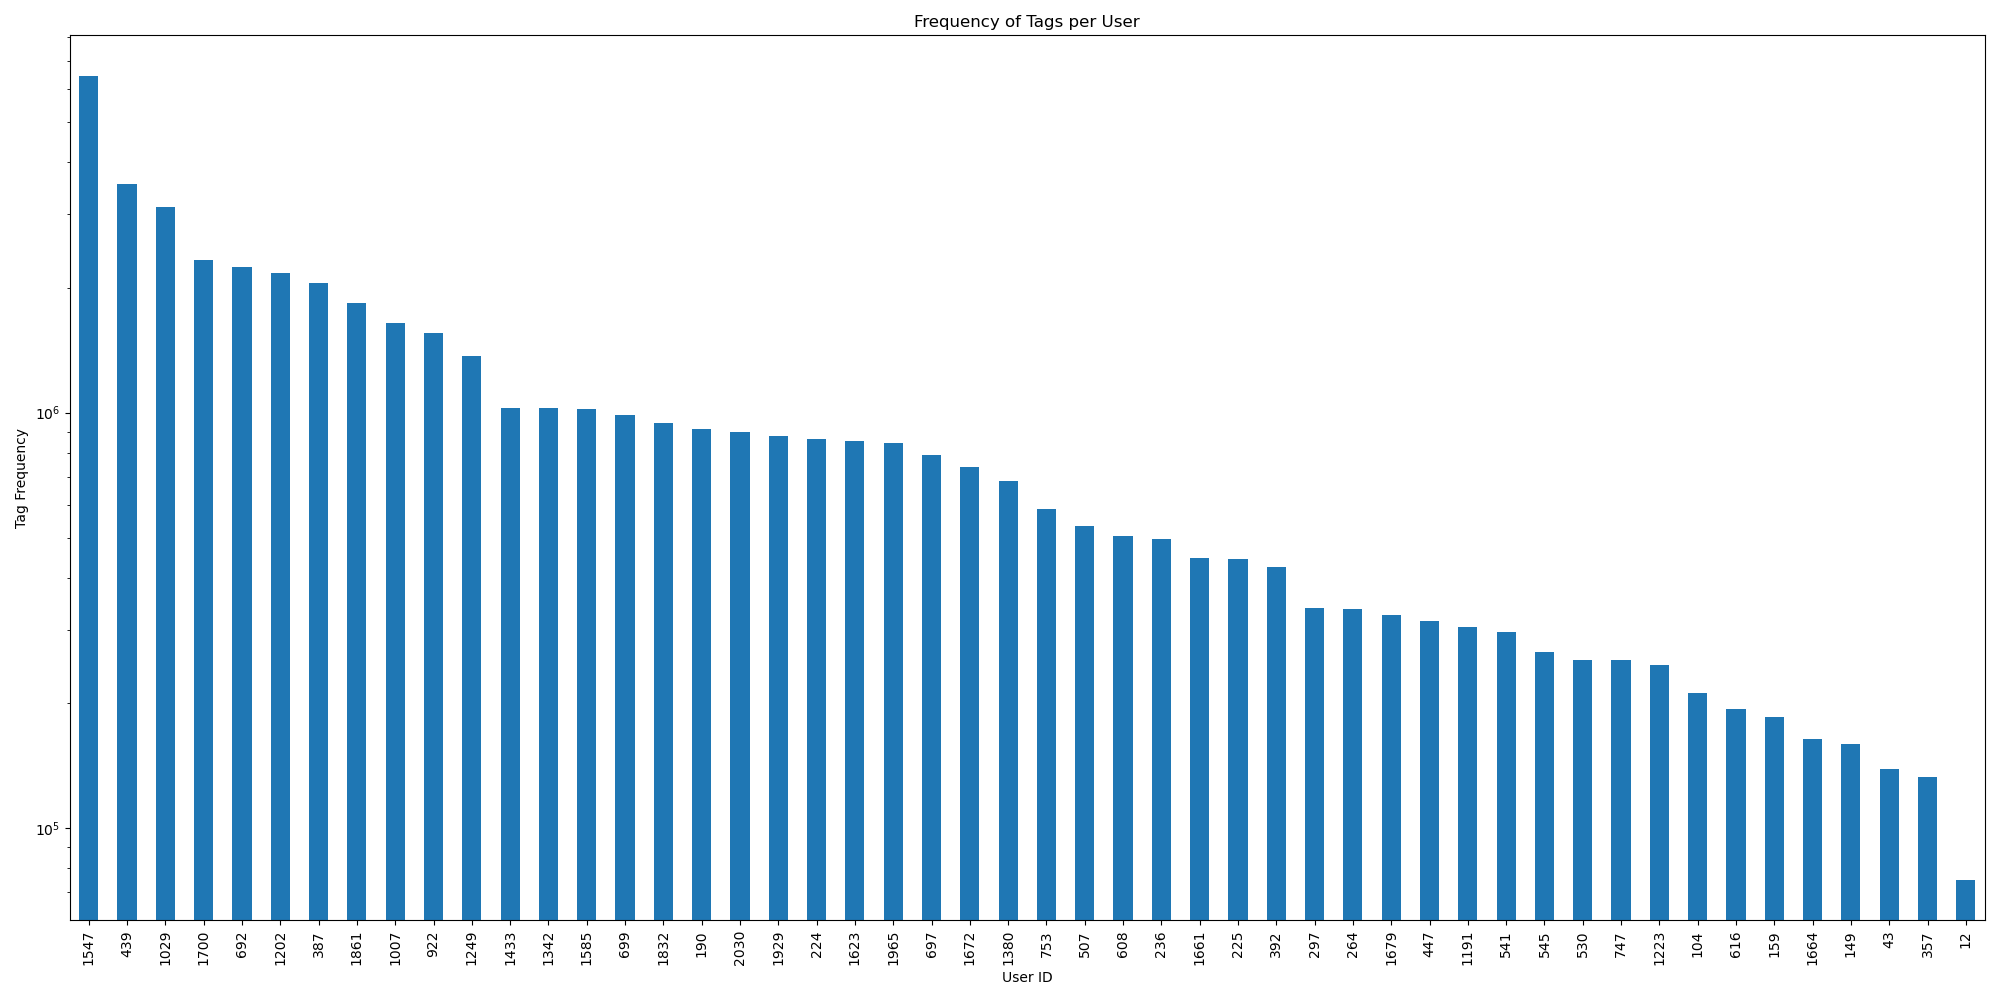 Frequency of Tags per User
Tag Frequency
10^6
10^5
1547 439 1029 1700 692 1202 387 1861 1007 922 1249 1433 1342 1585 699 1832 190 2030 1929 224 1623 1965 697 1672 1380 753 507 608 236 1661 225 392 297 264 1679 447 1191 541 545 530 747 1223 104 616 159 1664 149 43 357 12
User ID